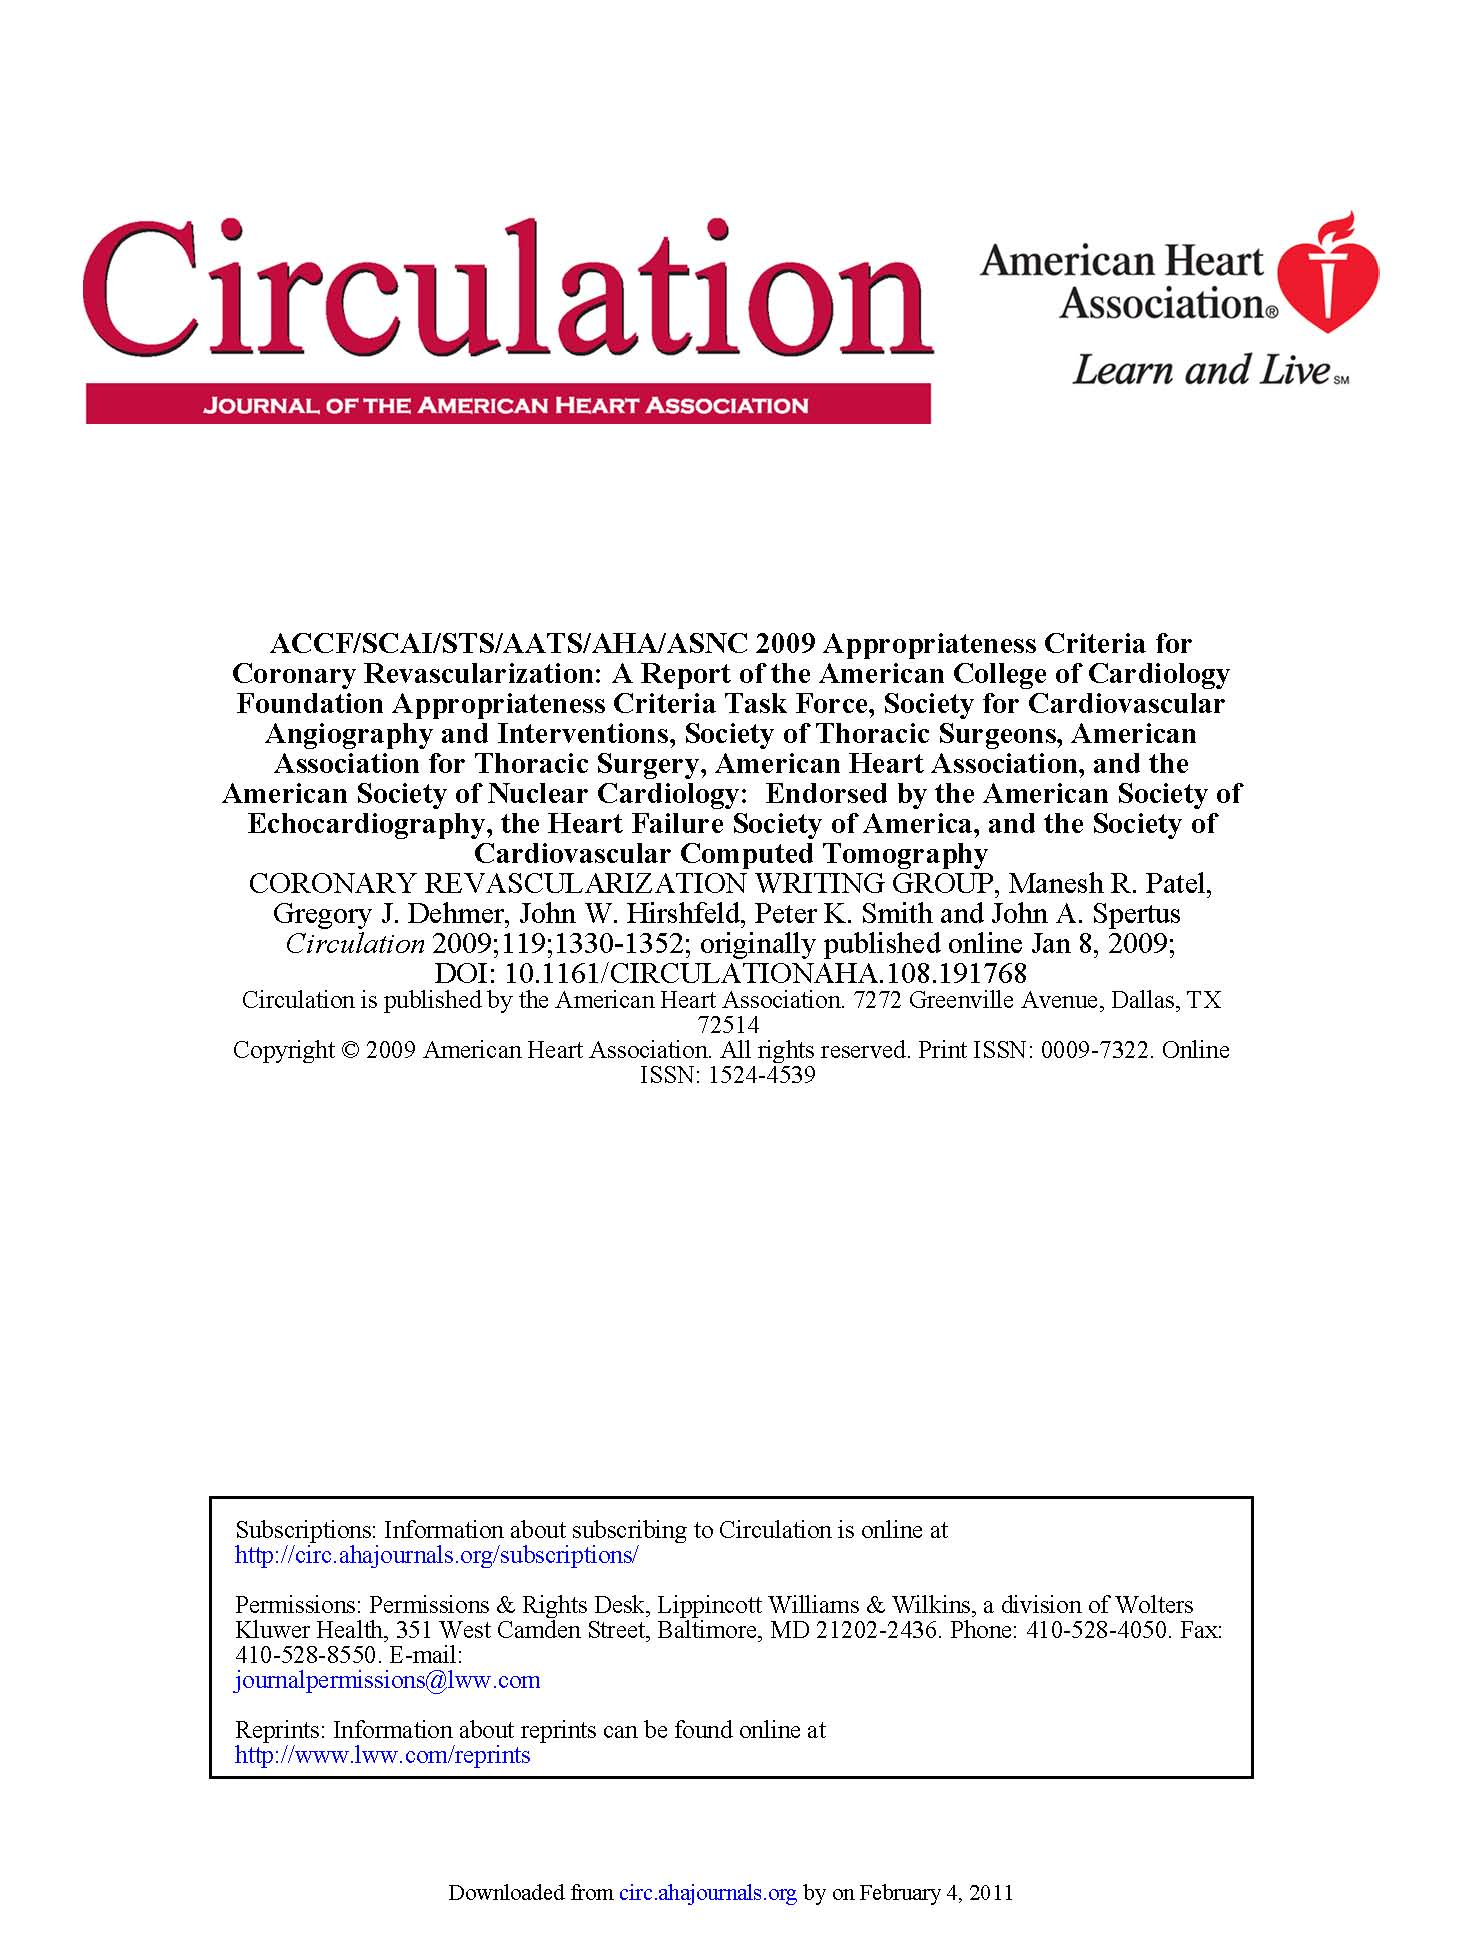 Circulation
JOURNAL OF THE AMERICAN HEART ASSOCIATION
American Heart
Association®
Learn and Live SM
ACCF/SCAI/STS/AATS/AHA/ASNC 2009 Appropriateness Criteria for
Coronary Revascularization: A Report of the American College of Cardiology
Foundation Appropriateness Criteria Task Force, Society for Cardiovascular
Angiography and Interventions, Society of Thoracic Surgeons, American
Association for Thoracic Surgery, American Heart Association, and the
American Society of Nuclear Cardiology: Endorsed by the American Society of
Echocardiography, the Heart Failure Society of America, and the Society of
Cardiovascular Computed Tomography
CORONARY REVASCULARIZATION WRITING GROUP, Manesh R. Patel,
Gregory J. Dehmer, John W. Hirshfeld, Peter K. Smith and John A. Spertus
Circulation 2009;119;1330-1352; originally published online Jan 8, 2009;
DOI: 10.1161/CIRCULATIONAHA.108.191768
Circulation is published by the American Heart Association. 7272 Greenville Avenue, Dallas, TX
72514
Copyright © 2009 American Heart Association. All rights reserved. Print ISSN: 0009-7322. Online
ISSN: 1524-4539
Subscriptions: Information about subscribing to Circulation is online at
http://circ.ahajournals.org/subscriptions/
Permissions: Permissions & Rights Desk, Lippincott Williams & Wilkins, a division of Wolters
Kluwer Health, 351 West Camden Street, Baltimore, MD 21202-2436. Phone: 410-528-4050. Fax:
410-528-8550. E-mail:
journalpermissions@lww.com
Reprints: Information about reprints can be found online at
http://www.lww.com/reprints
Downloaded from circ.ahajournals.org by on February 4, 2011